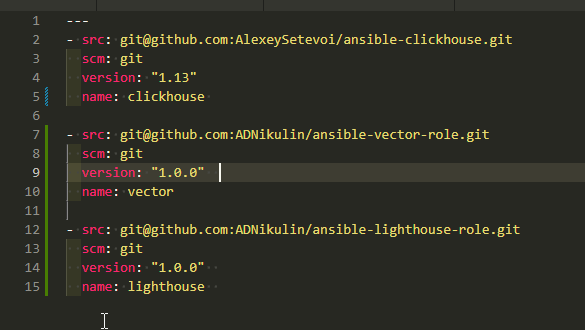 1 ---
2 - src: git@github.com:AlexeySetevoi/ansible-clickhouse.git
3   scm: git
4   version: "1.13"
5   name: clickhouse
6
7 - src: git@github.com:ADNikulin/ansible-vector-role.git
8   scm: git
9   version: "1.0.0"
10   name: vector
11
12 - src: git@github.com:ADNikulin/ansible-lighthouse-role.git
13   scm: git
14   version: "1.0.0"
15   name: lighthouse